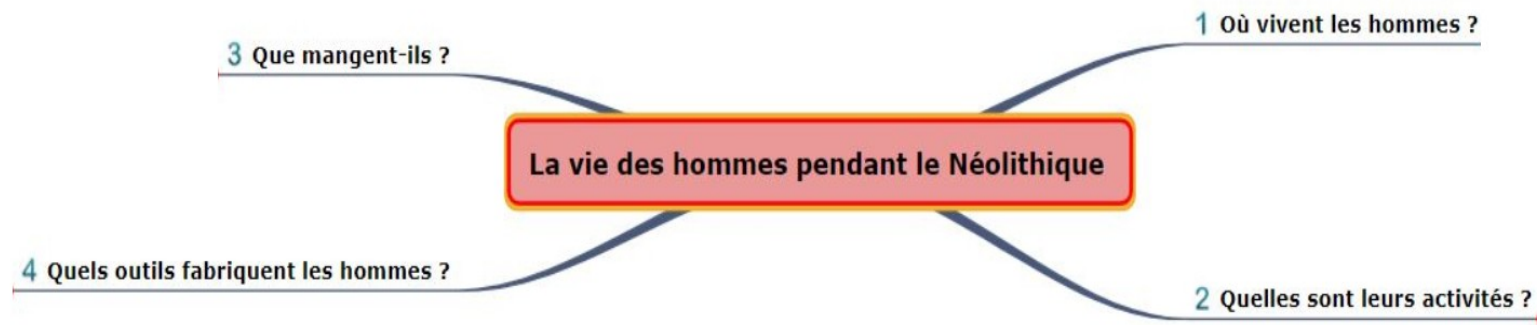 1 Où vivent les hommes ?
3 Que mangent-ils ?
La vie des hommes pendant le Néolithique
4 Quels outils fabriquent les hommes ?
2 Quelles sont leurs activités ?